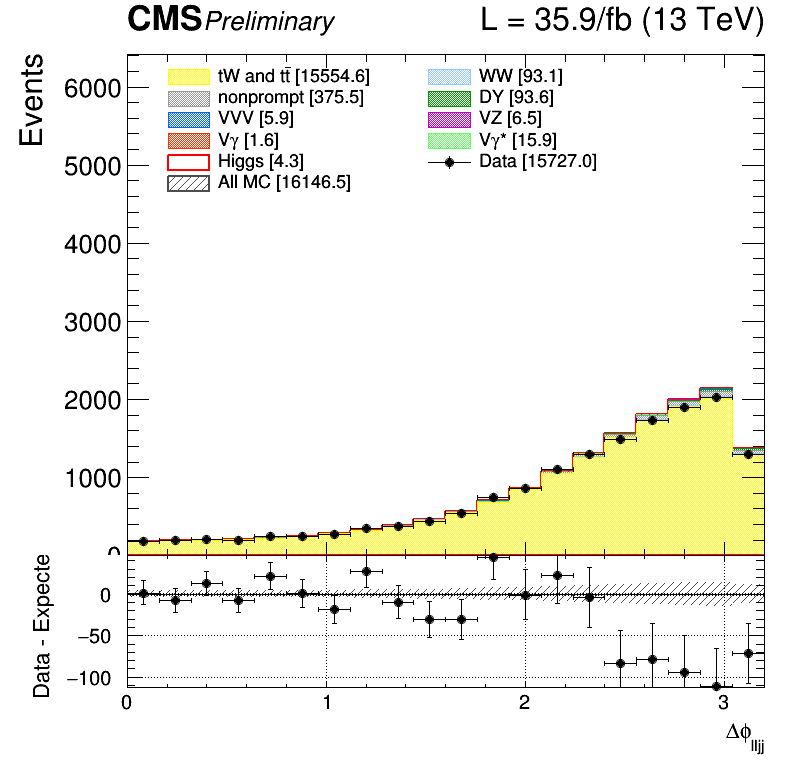 CMS Preliminary L = 35.9/fb (13 TeV)
Events
6000
5000
4000
3000
2000
1000
0
tW and tt̄ [15554.6]
nonprompt [375.5]
VVV [5.9]
Vγ [1.6]
Higgs [4.3]
All MC [16146.5]
WW [93.1]
DY [93.6]
VZ [6.5]
Vγ* [15.9]
Data [15727.0]
Data - Expecte
0
−50
−100
0 1 2 3
Δϕlljj